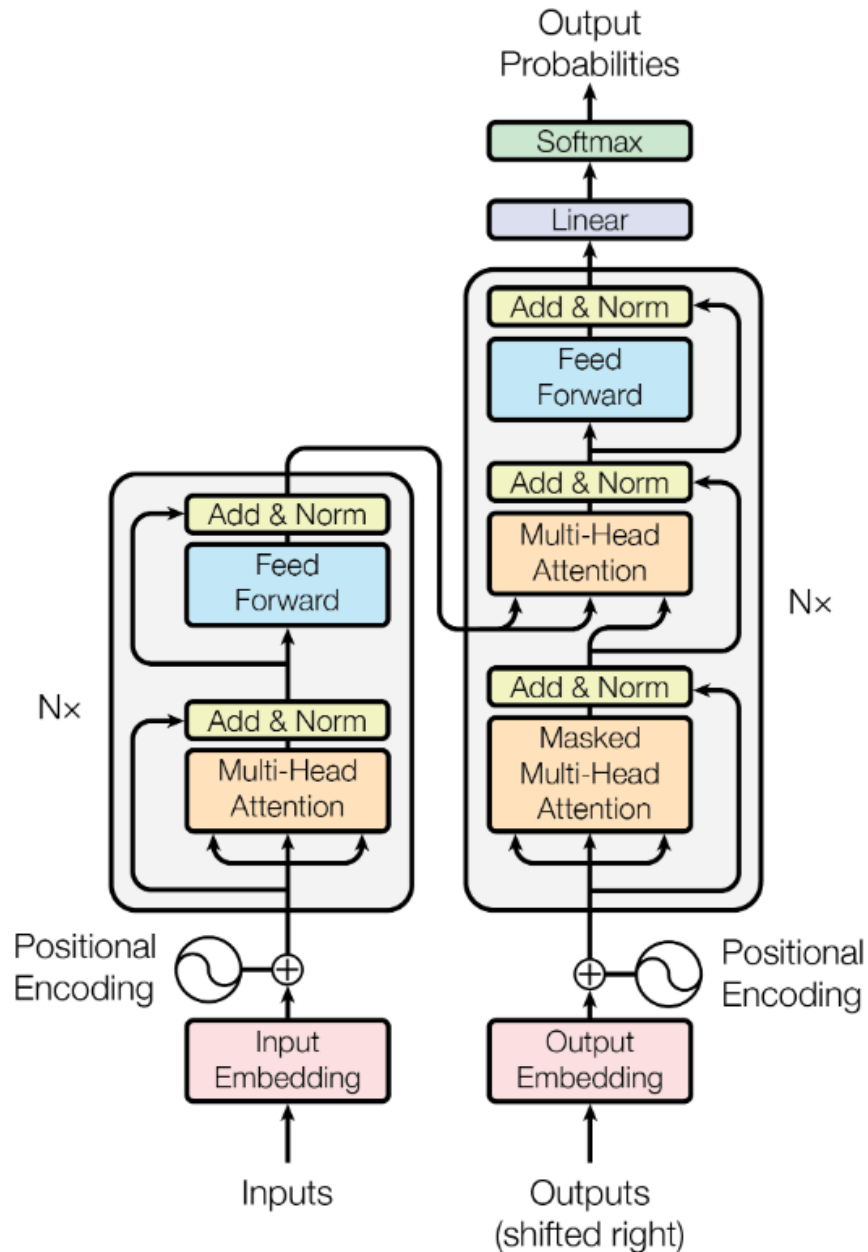 Output
Probabilities
Softmax
Linear
Add & Norm
Feed
Forward
Add & Norm
Multi-Head
Attention
Add & Norm
Masked
Multi-Head
Attention
N×
Add & Norm
Feed
Forward
Add & Norm
Multi-Head
Attention
N×
Positional
Encoding
Positional
Encoding
Input
Embedding
Output
Embedding
Inputs
Outputs
(shifted right)